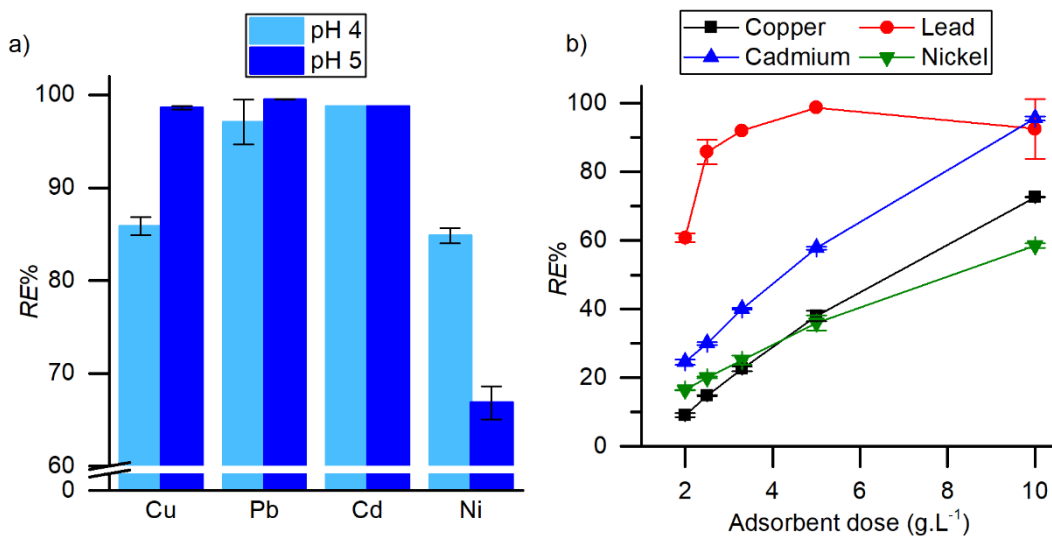 a)
pH 4
pH 5
RE%
100
90
80
70
60
0
Cu Pb Cd Ni
b)
Copper Lead
Cadmium Nickel
RE%
100
80
60
40
20
0
2 4 6 8 10
Adsorbent dose (g.L⁻¹)